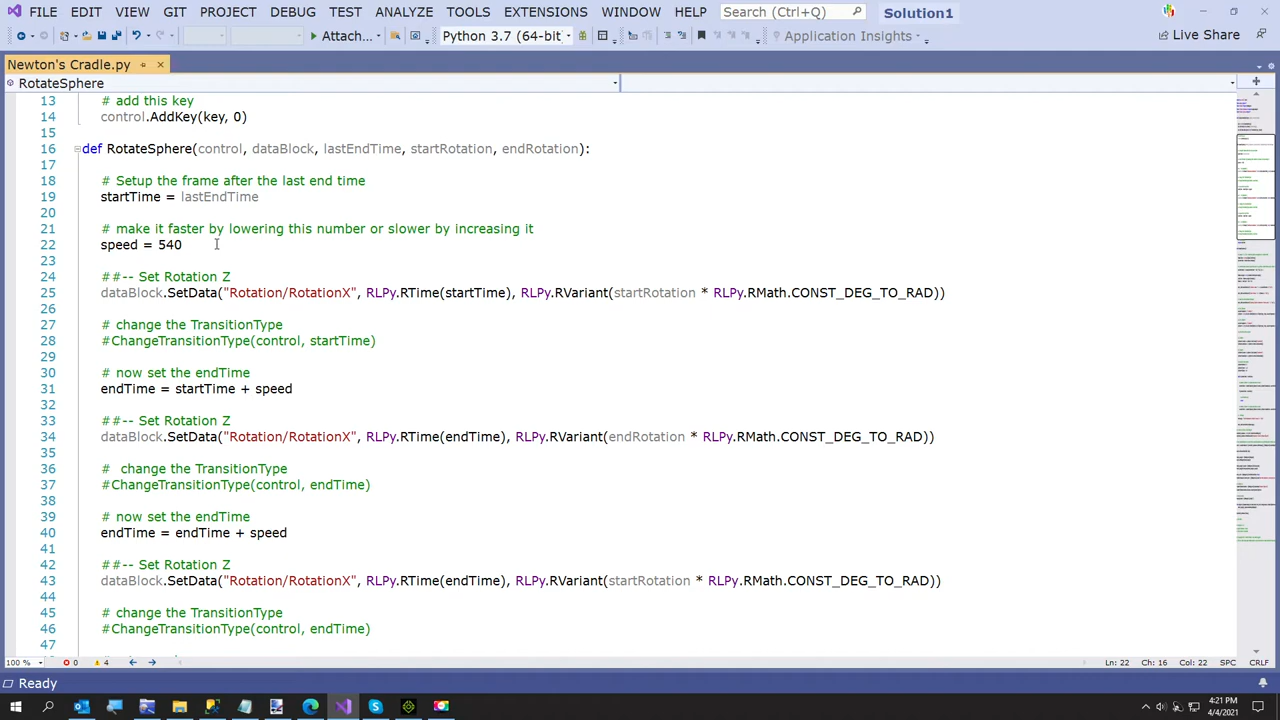 FILE EDIT VIEW GIT PROJECT DEBUG TEST ANALYZE TOOLS EXTENSIONS WINDOW HELP Search (Ctrl+Q) Solution1
Attach... Python 3.7 (64-bit Application Insights Live Share
Newton's Cradle.py
RotateSphere
13 # add this key
14 control.AddKey(key, 0)
15
16 def RotateSphere(control, dataBlock, lastEndTime, startRotation, endRotation):
17
18 # setup the time after the last end time
19 startTime = lastEndTime
20
21 # make it faster by lowering this number or slower by increasing it
22 speed = 540
23
24 ##-- Set Rotation Z
25 dataBlock.SetData("Rotation/RotationX", RLPy.RTime(startTime), RLPy.RVariant(startRotation * RLPy.RMath.CONST_DEG_TO_RAD))
26
27 # change the TransitionType
28 #ChangeTransitionType(control, startTime)
29
30 # now set the endTime
31 endTime = startTime + speed
32
33 ##-- Set Rotation Z
34 dataBlock.SetData("Rotation/RotationX", RLPy.RTime(endTime), RLPy.RVariant(endRotation * RLPy.RMath.CONST_DEG_TO_RAD))
35
36 # change the TransitionType
37 #ChangeTransitionType(control, endTime)
38
39 # now set the endTime
40 endTime = endTime + speed
41
42 ##-- Set Rotation Z
43 dataBlock.SetData("Rotation/RotationX", RLPy.RTime(endTime), RLPy.RVariant(startRotation * RLPy.RMath.CONST_DEG_TO_RAD))
44
45 # change the TransitionType
46 #ChangeTransitionType(control, endTime)
47
100 % 0 4 Ln: 22 Ch: 16 Col: 22 SPC CRLF
Ready
4:21 PM
4/4/2021